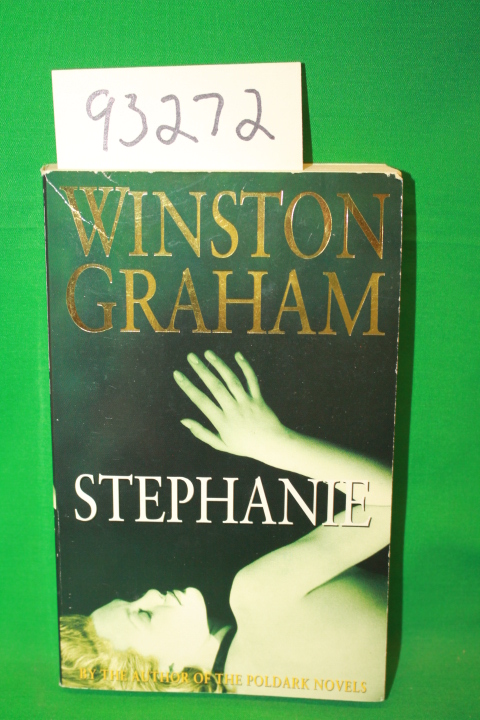 93272
WINSTON
GRAHAM
STEPHANIE
BY THE AUTHOR OF THE POLDARK NOVELS